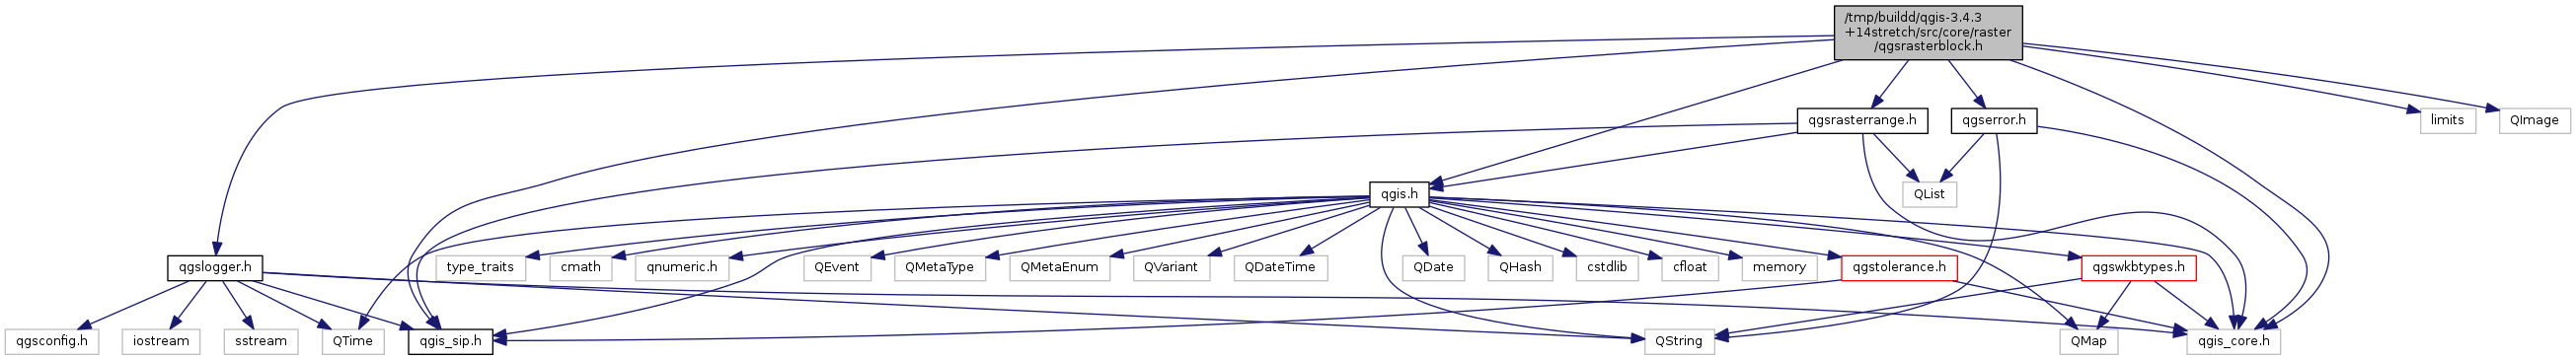 /tmp/buildd/qgis-3.4.3
+14stretch/src/core/raster
/qgsrasterblock.h
qgsrasterrange.h
qgserror.h
limits
QImage
qgis.h
QList
qgslogger.h
type_traits
cmath
qnumeric.h
QEvent
QMetaType
QMetaEnum
QVariant
QDateTime
QDate
QHash
cstdlib
cfloat
memory
qgstolerance.h
qgswkbtypes.h
qgsconfig.h
iostream
sstream
QTime
qgis_sip.h
QString
QMap
qgis_core.h